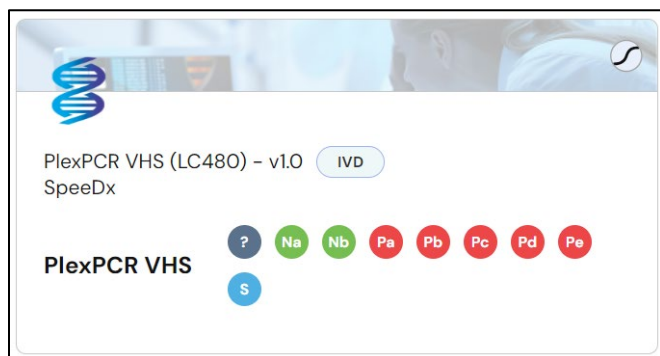 PlexPCR VHS (LC480) - v1.0 IVD
SpeeDx
PlexPCR VHS ? Na Nb Pa Pb Pc Pd Pe
S